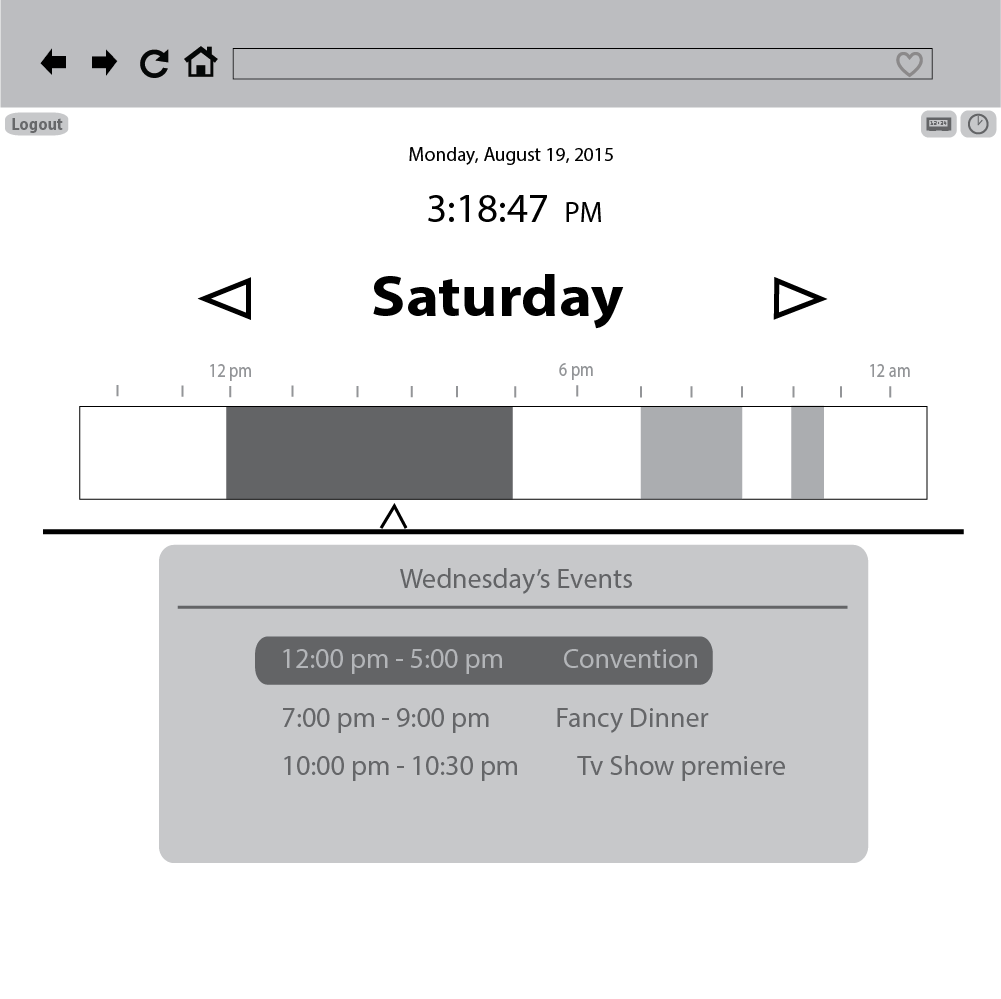 Logout
Monday, August 19, 2015
3:18:47 PM
Saturday
12 pm 6 pm 12 am
Wednesday's Events
12:00 pm - 5:00 pm Convention
7:00 pm - 9:00 pm Fancy Dinner
10:00 pm - 10:30 pm Tv Show premiere